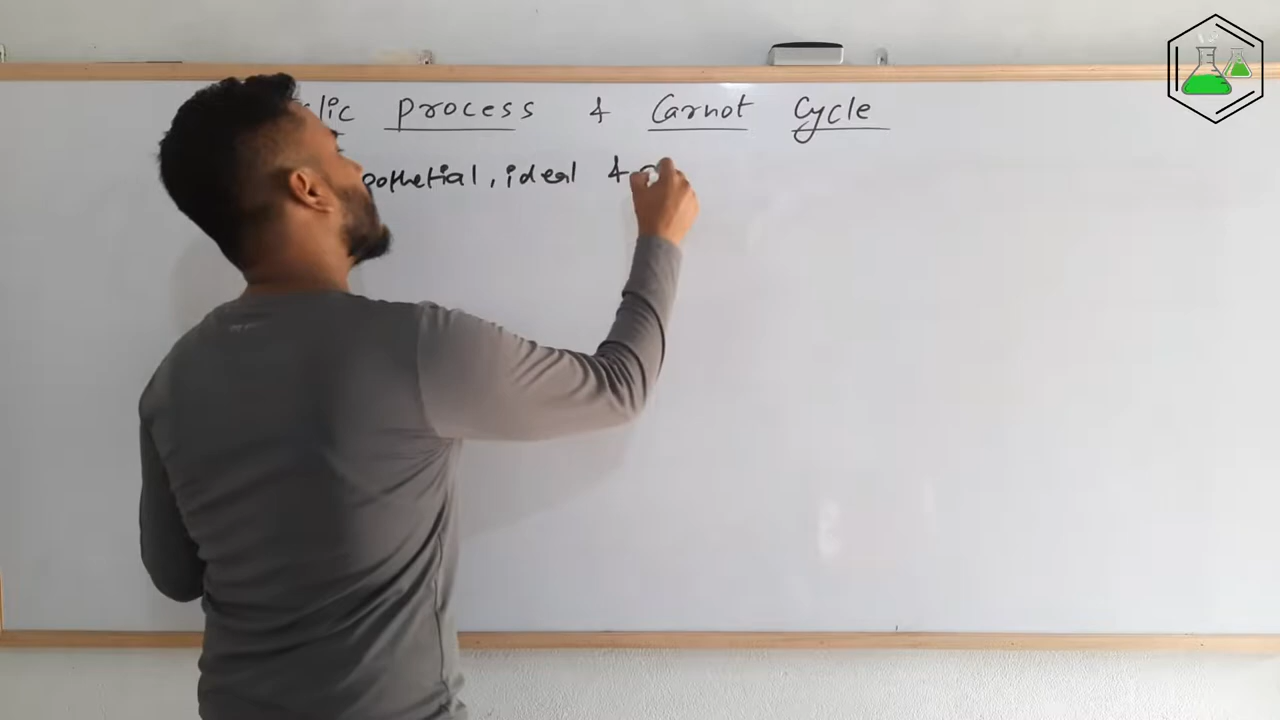 lic process & Carnot Cycle
pothetial, ideal &